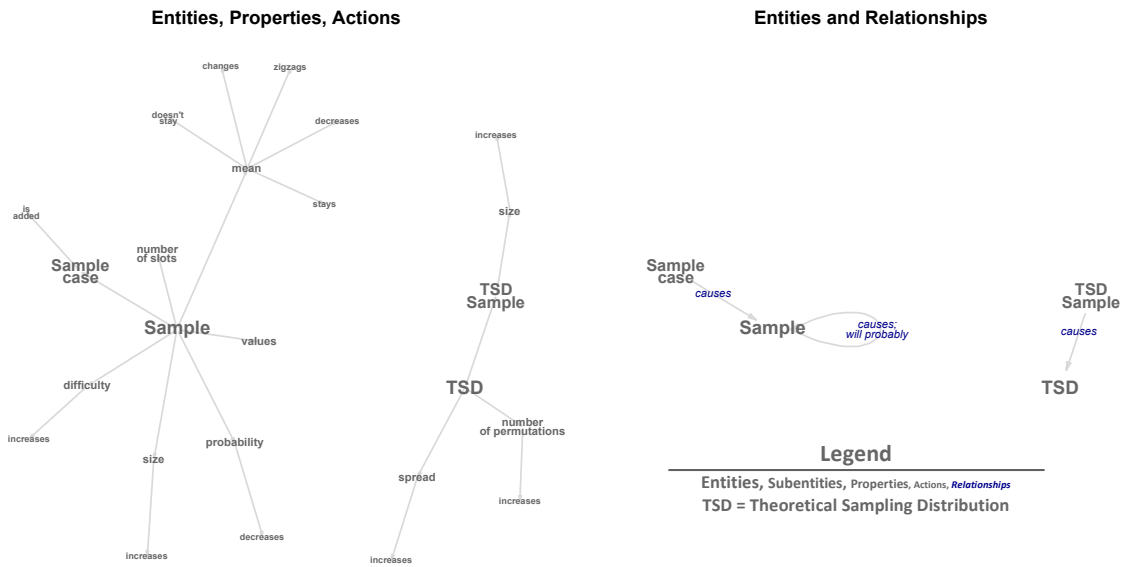 Entities, Properties, Actions
Entities and Relationships
changes
zigzags
doesn't
stay
decreases
mean
increases
stays
is
added
size
number
of slots
Sample
case
TSD
Sample
Sample
values
difficulty
TSD
increases
probability
number
of permutations
size
spread
increases
decreases
increases
increases
Sample
case
causes
Sample
causes;
will probably
TSD
Sample
causes
TSD
Legend
Entities, Subentities, Properties, Actions, Relationships
TSD = Theoretical Sampling Distribution